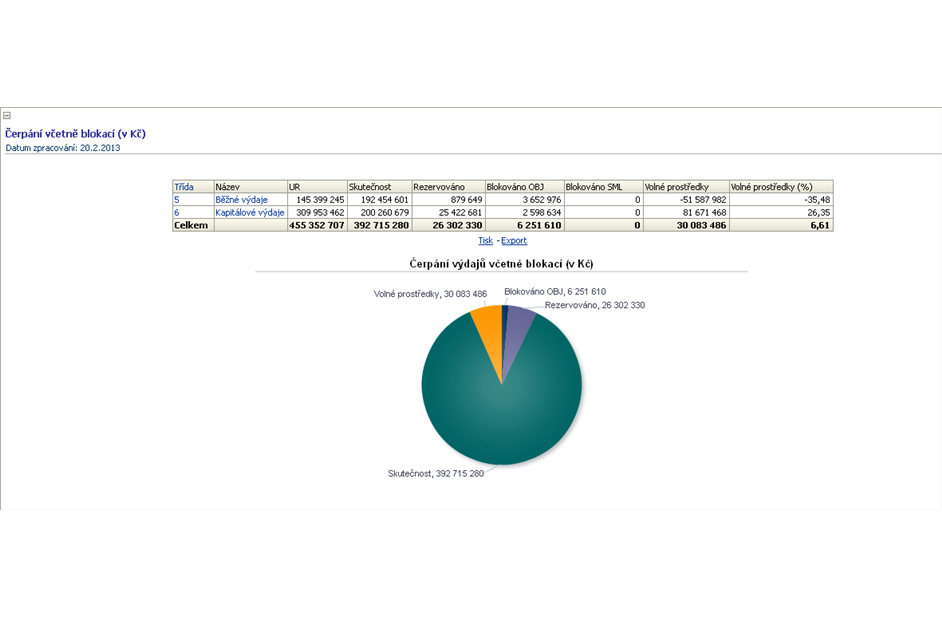 Čerpání včetně blokací (v Kč)
Datum zpracování: 20.2.2013
Třída Název UR Skutečnost Rezervováno Blokováno OBJ Blokováno SML Volné prostředky Volné prostředky (%)
5 Běžné výdaje 145 399 245 192 454 601 879 649 3 652 976 0 -51 587 982 -35,48
6 Kapitálové výdaje 309 953 462 200 260 679 25 422 681 2 598 634 0 81 671 468 26,35
Celkem 455 352 707 392 715 280 26 302 330 6 251 610 0 30 083 486 6,61
Tisk - Export
Čerpání výdajů včetně blokací (v Kč)
Volné prostředky, 30 083 486
Blokováno OBJ, 6 251 610
Rezervováno, 26 302 330
Skutečnost, 392 715 280